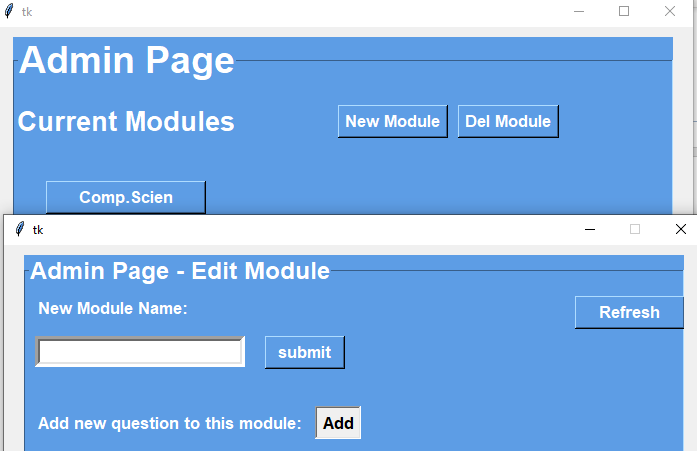 tk
Admin Page
Current Modules
New Module
Del Module
Comp.Scien
tk
Admin Page - Edit Module
New Module Name:
Refresh
submit
Add new question to this module:
Add